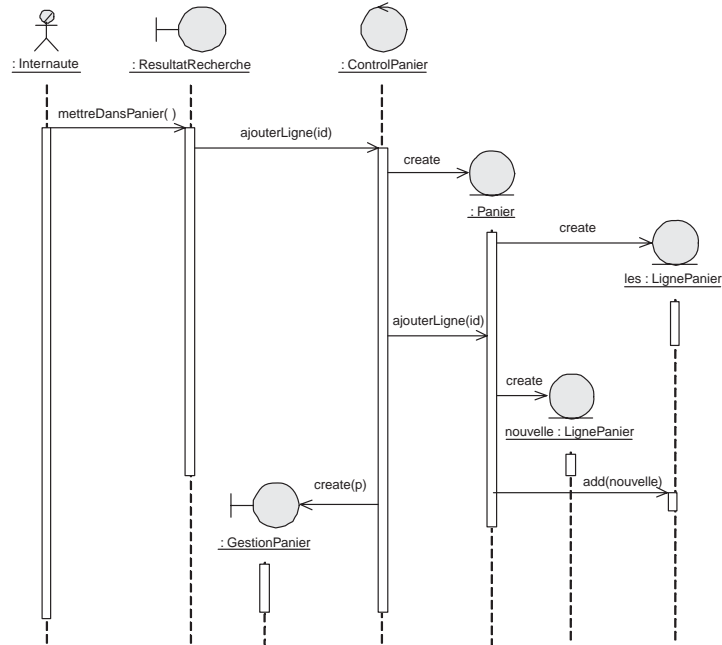 : Internaute
: ResultatRecherche
: ControlPanier
mettreDansPanier( )
ajouterLigne(id)
create
: Panier
create
les : LignePanier
ajouterLigne(id)
create
nouvelle : LignePanier
create(p)
add(nouvelle)
: GestionPanier